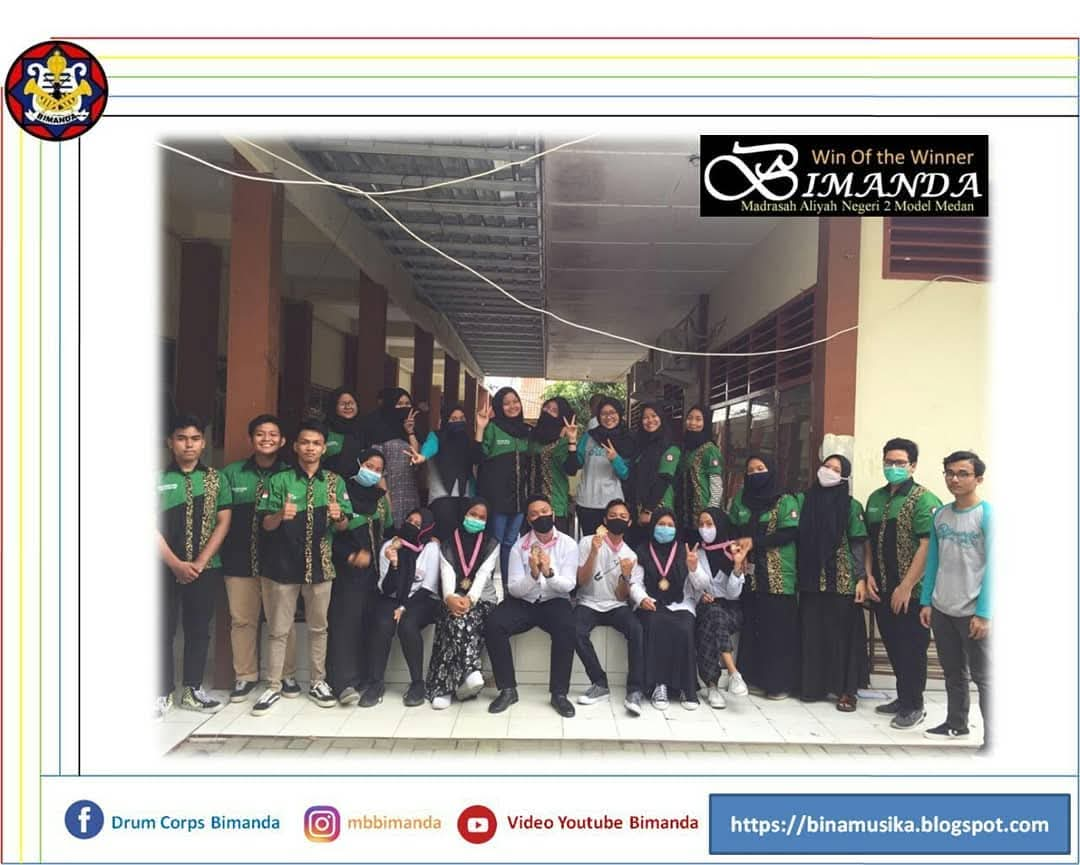 BIMANDA
Win Of the Winner
BIMANDA
Madrasah Aliyah Negeri 2 Model Medan
Drum Corps Bimanda
mbbimanda
Video Youtube Bimanda
https://binamusika.blogspot.com